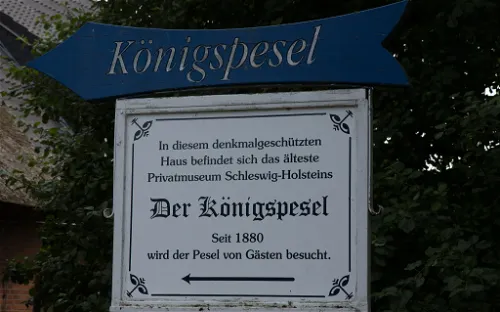 Königspesel
In diesem denkmalgeschützten
Haus befindet sich das älteste
Privatmuseum Schleswig-Holsteins
Der Königspesel
Seit 1880
wird der Pesel von Gästen besucht.